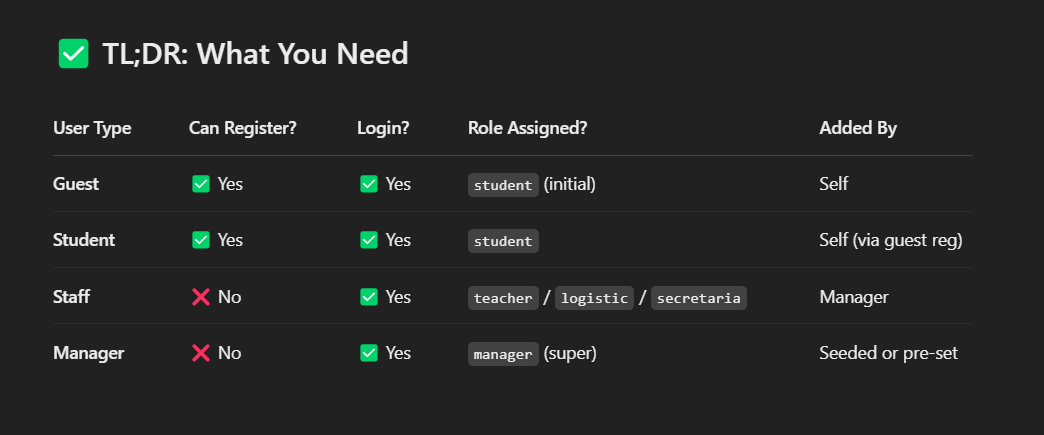 ✅ TL;DR: What You Need
User Type Can Register? Login? Role Assigned? Added By
Guest ✅ Yes ✅ Yes student (initial) Self
Student ✅ Yes ✅ Yes student Self (via guest reg)
Staff ❌ No ✅ Yes teacher / logistic / secretaria Manager
Manager ❌ No ✅ Yes manager (super) Seeded or pre-set